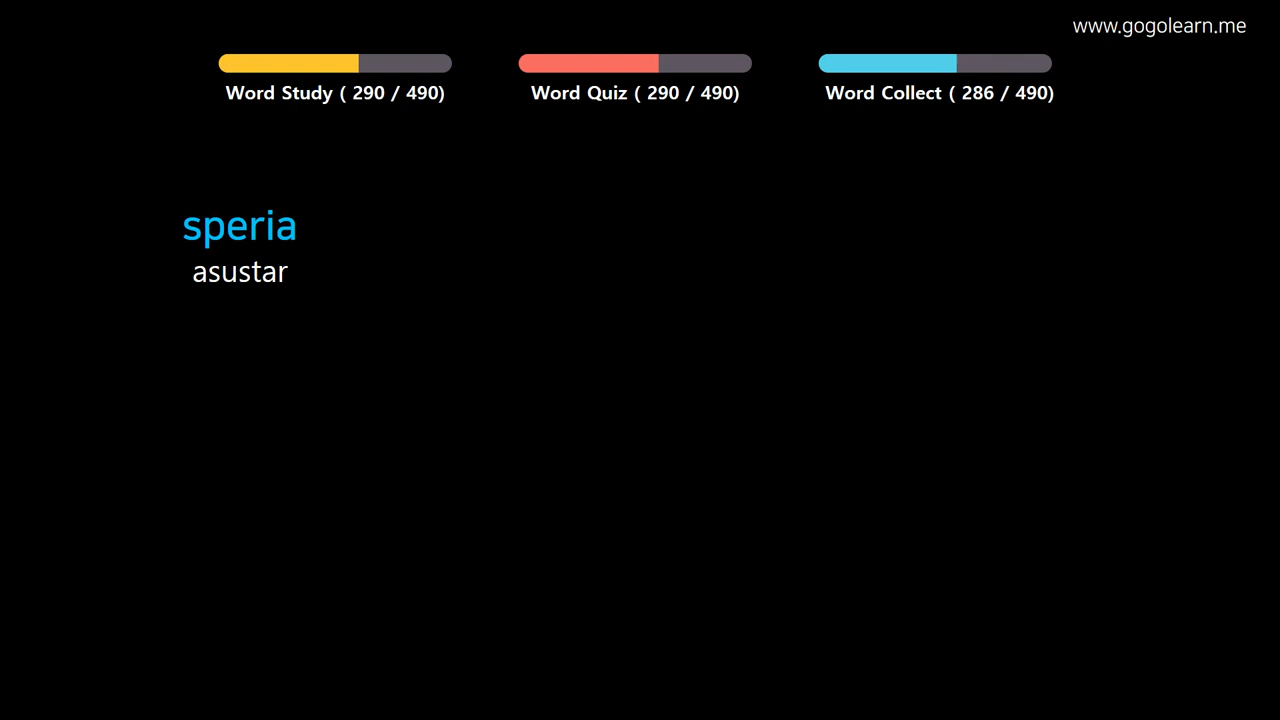 www.gogolearn.me
Word Study ( 290 / 490)
Word Quiz ( 290 / 490)
Word Collect ( 286 / 490)
speria
asustar